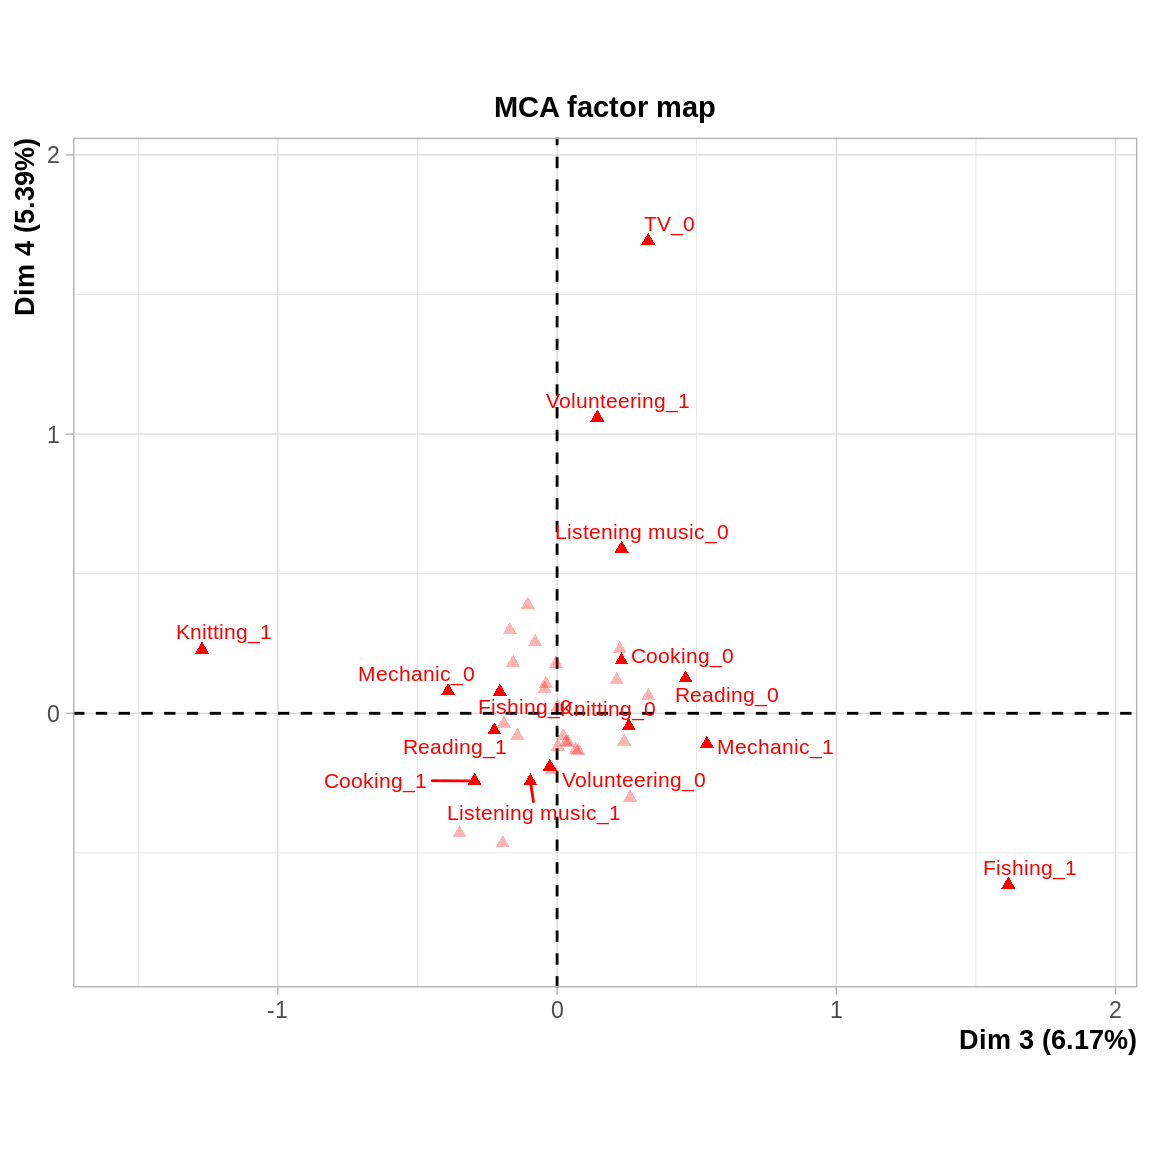 MCA factor map
Dim 4 (5.39%)
2
TV_0
Volunteering_1
1
Listening music_0
Knitting_1
Cooking_0
Mechanic_0
Reading_0
Fishing_0
Knitting_0
0
Reading_1
Mechanic_1
Cooking_1
Volunteering_0
Listening music_1
Fishing_1
-1
0
1
2
Dim 3 (6.17%)